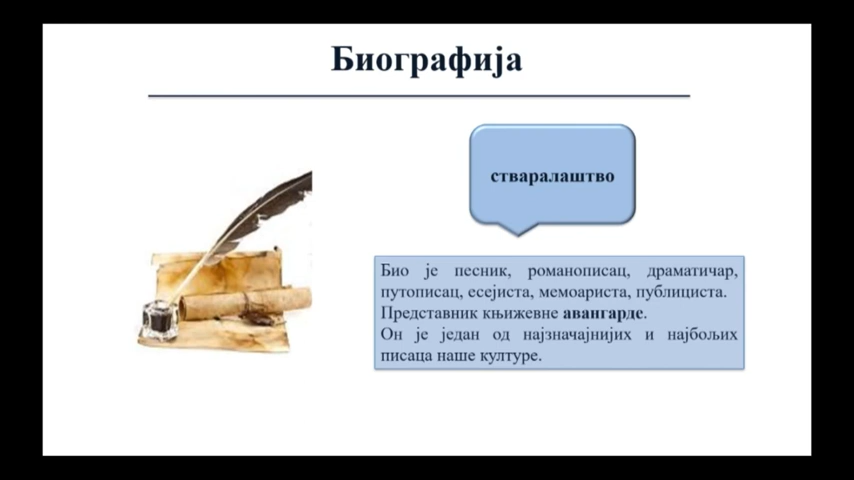 Биографија
стваралаштво
Био је песник, романописац, драматичар,
путописац, есејиста, мемоариста, публициста.
Представник књижевне авангарде.
Он је један од најзначајнијих и најбољих
писаца наше културе.